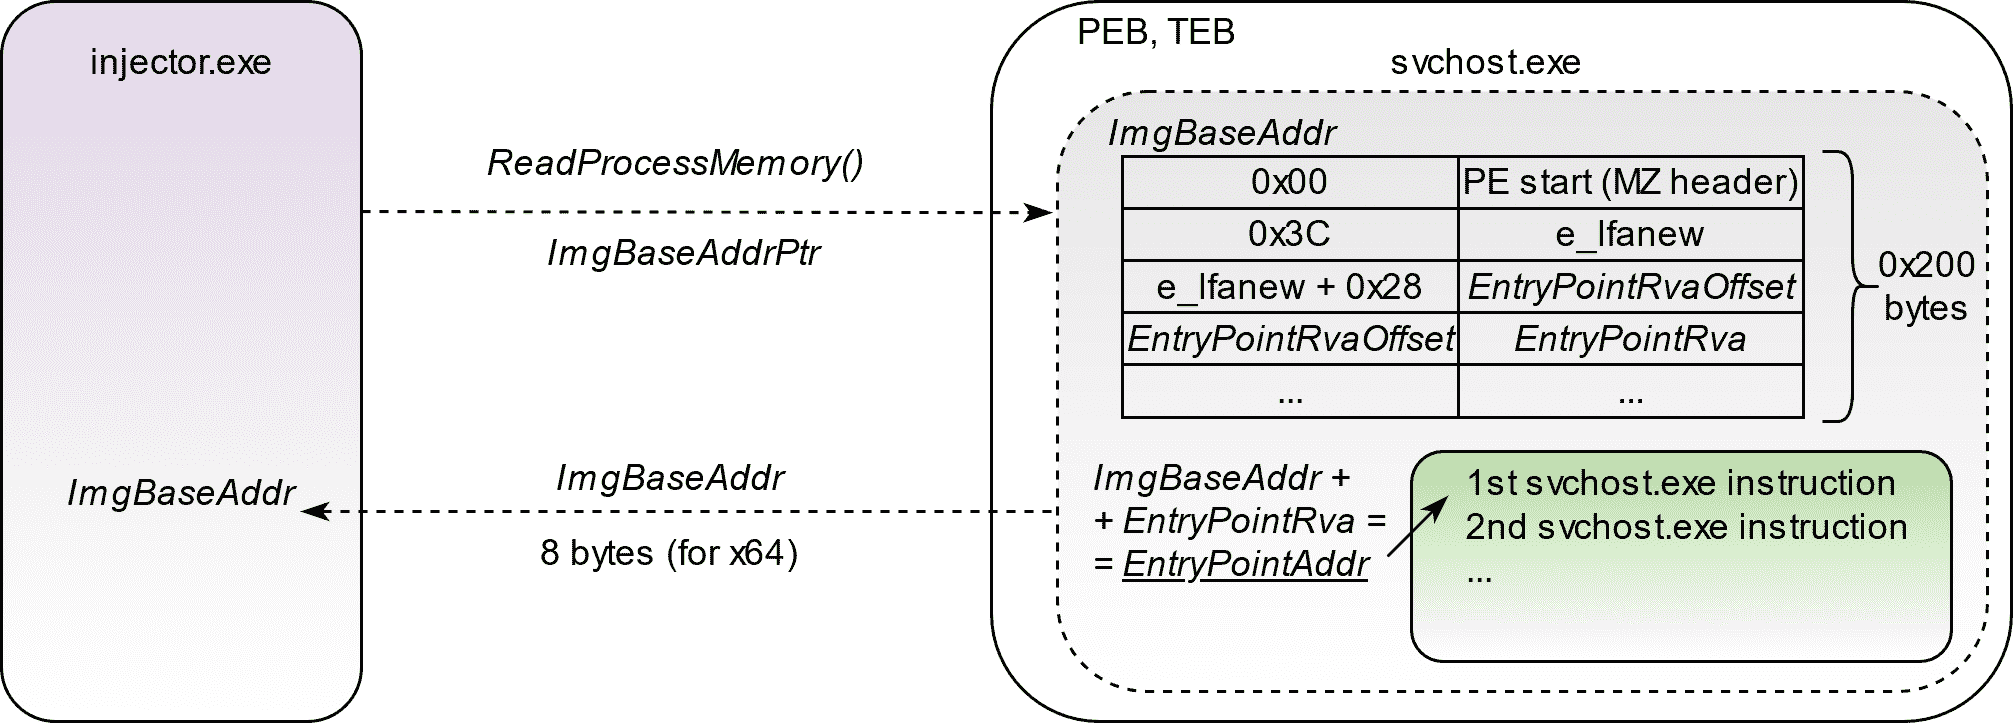 injector.exe
ImgBaseAddr
ReadProcessMemory()
ImgBaseAddrPtr
ImgBaseAddr
8 bytes (for x64)
PEB, TEB
svchost.exe
ImgBaseAddr
0x00 PE start (MZ header)
0x3C e_lfanew
e_lfanew + 0x28 EntryPointRvaOffset
EntryPointRvaOffset EntryPointRva
... ...
0x200
bytes
ImgBaseAddr +
+ EntryPointRva =
= EntryPointAddr
1st svchost.exe instruction
2nd svchost.exe instruction
...